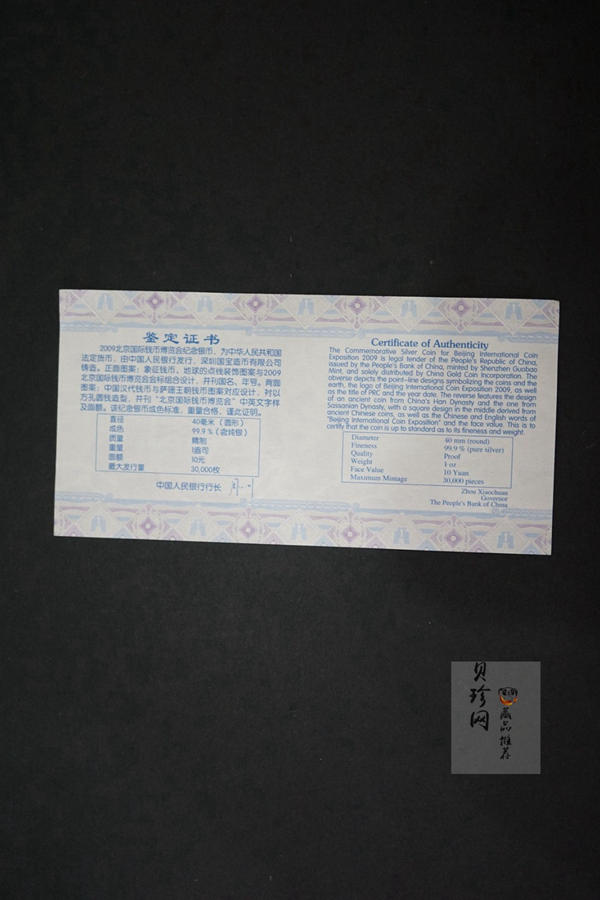 鉴定证书
2009北京国际钱币博览会纪念银币，为中华人民共和国
法定货币，由中国人民银行发行，深圳国宝造币有限公司
铸造。正面图案：象征钱币、地球的点线装饰图案与2009
北京国际钱币博览会会标组合设计，并刊国名、年号。背面
图案：中国汉代钱币与萨珊王朝钱币图案对应设计，衬以
方孔圆钱造型，并刊“北京国际钱币博览会”中英文字样
及面额。该纪念银币成色标准，重量合格，谨此证明。
直径 40毫米（圆形）
成色 99.9％（含纯银）
质量 精制
重量 1盎司
面额 10元
最大发行量 30,000枚
中国人民银行行长
Certificate of Authenticity
The Commemorative Silver Coin for Beijing International Coin
Exposition 2009 is legal tender of the People's Republic of China,
issued by the People's Bank of China, minted by Shenzhen Guobao
Mint, and solely distributed by China Gold Coin Incorporation. The
obverse depicts the point-line designs symbolizing the coins and the
earth, the logo of Beijing International Coin Exposition 2009, as well
as the title of PRC and the year date. The reverse features the design
of an ancient coin from China's Han Dynasty and the one from
Sassanian Dynasty, with a square design in the middle derived from
ancient Chinese coins, as well as the Chinese and English words of
"Beijing International Coin Exposition" and the face value. This is to
certify that the coin is up to standard as to its fineness and weight.
Diameter 40 mm (round)
Fineness 99.9 % (pure silver)
Quality Proof
Weight 1 oz
Face Value 10 Yuan
Maximum Mintage 30,000 pieces
Zhou Xiaochuan
Governor
The People's Bank of China
贝珍网
藏品推荐